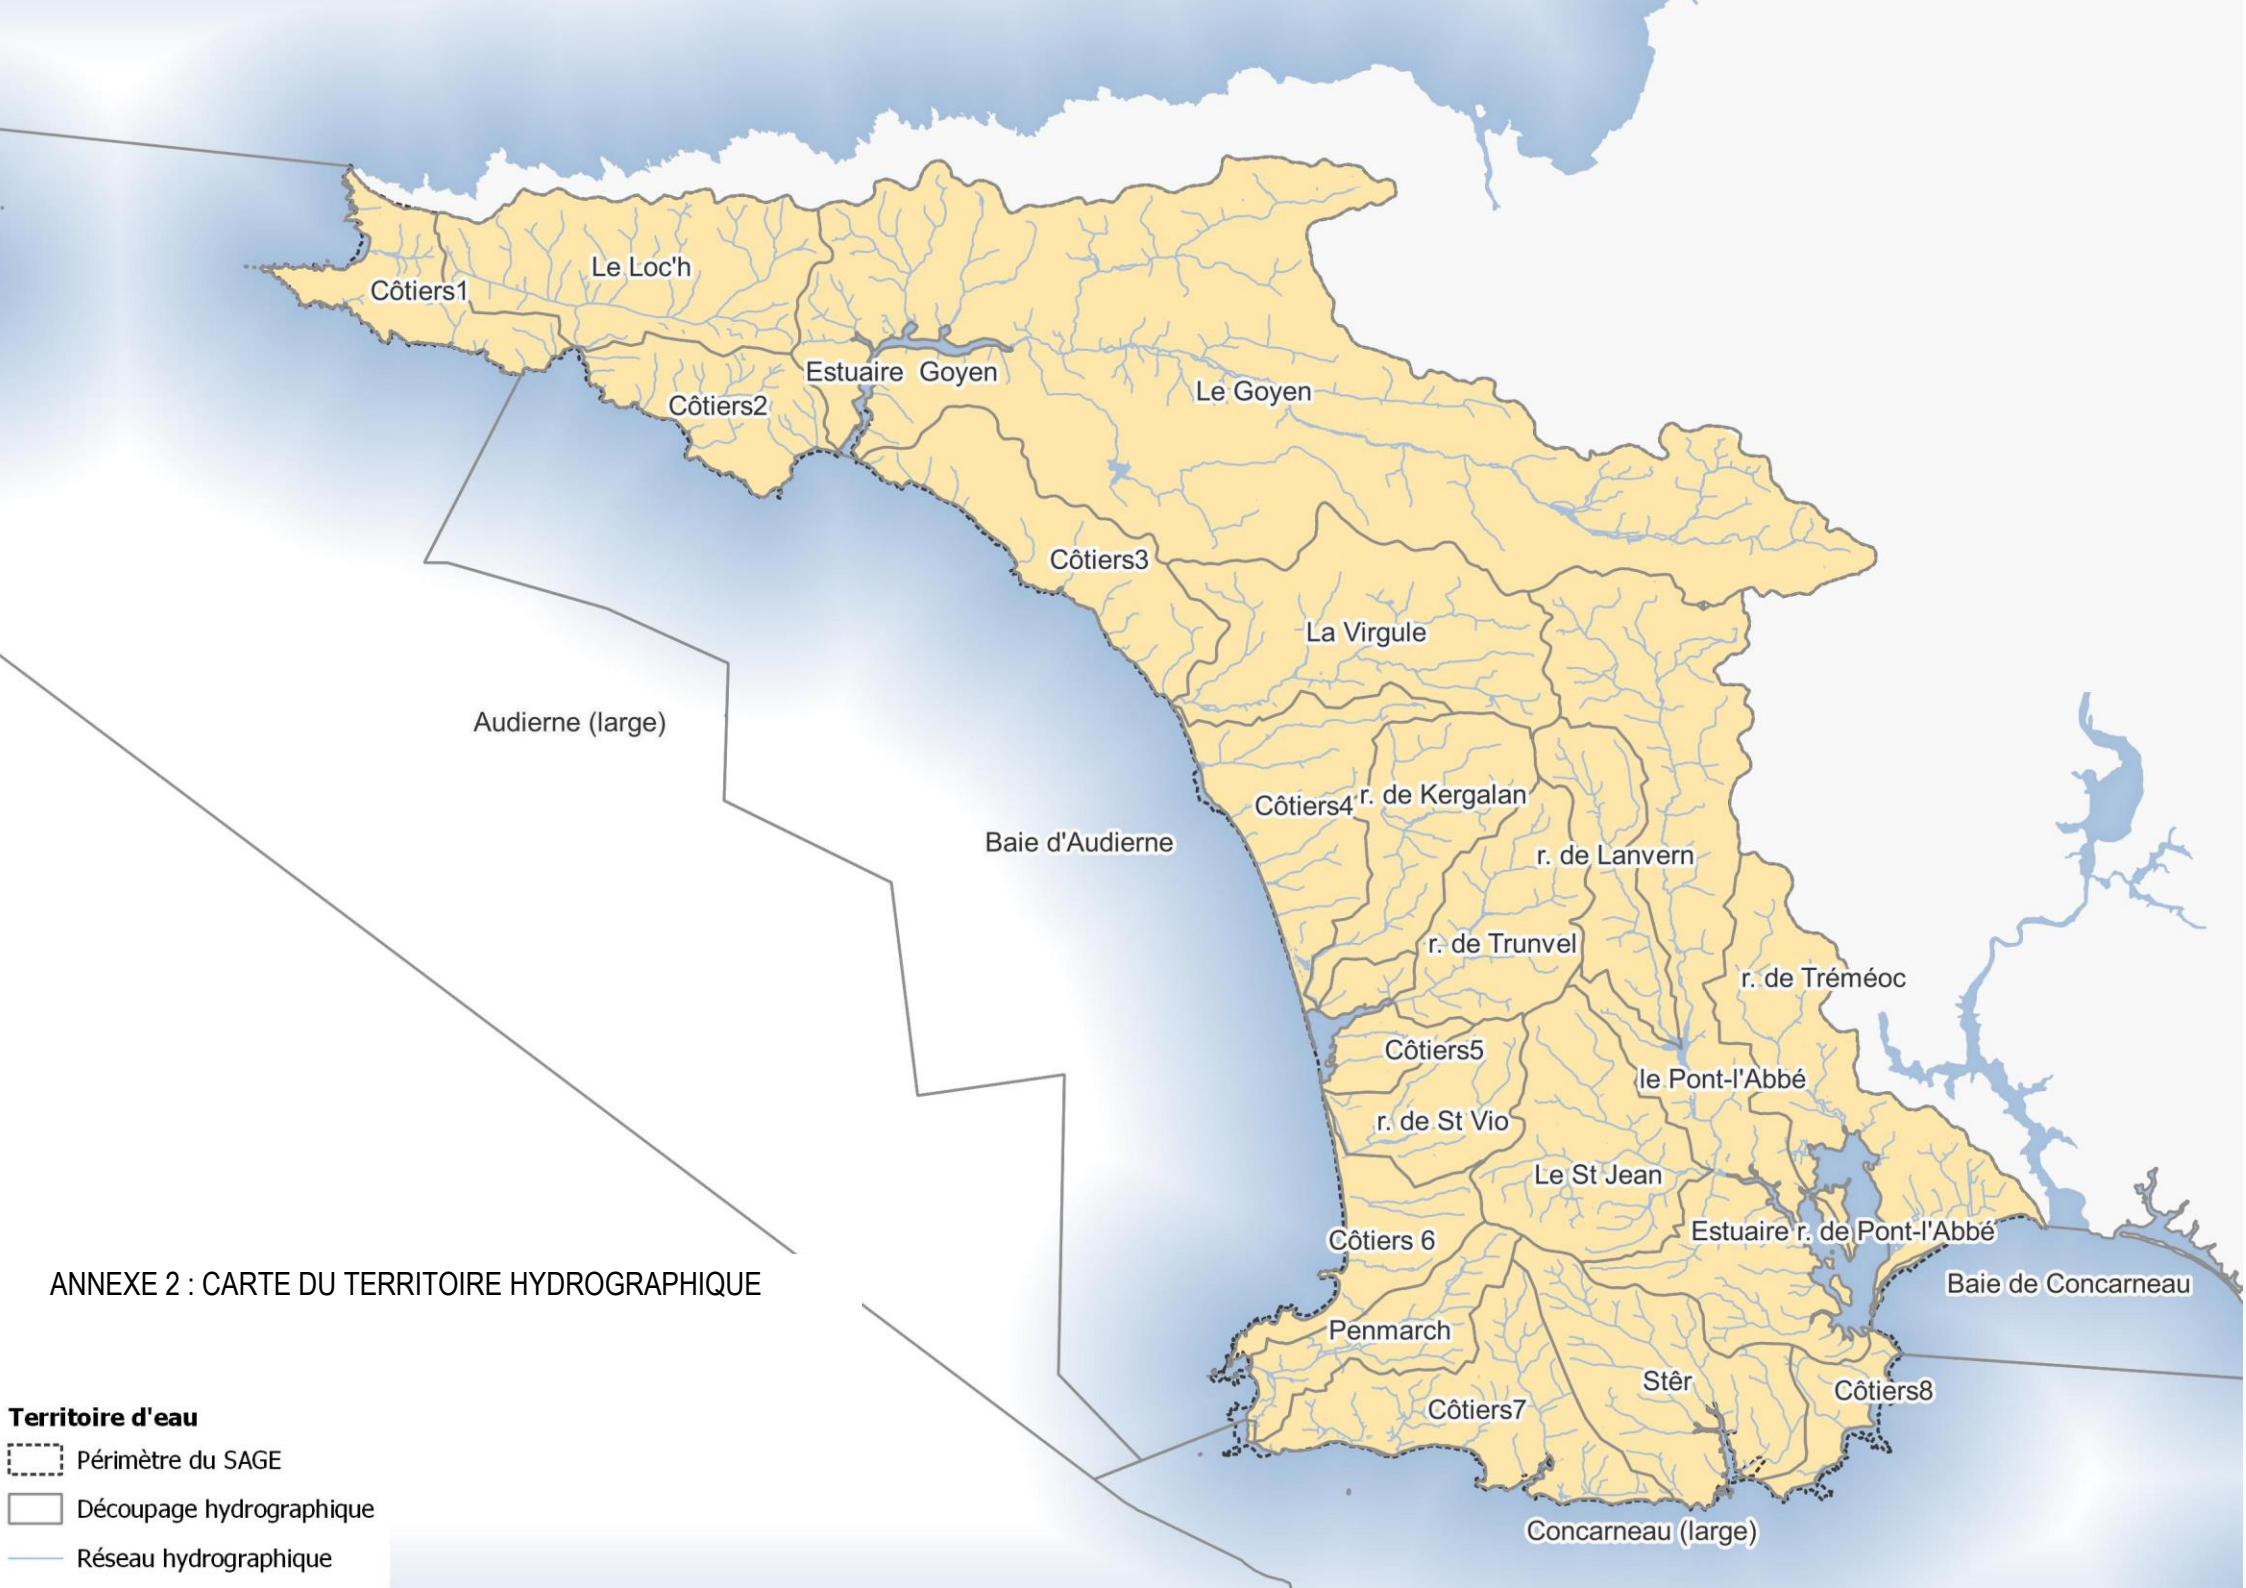 Le Loc'h
Côtiers1
Estuaire Goyen
Le Goyen
Côtiers2
Côtiers3
La Virgule
Audierne (large)
Côtiers4
r. de Kergalan
Baie d'Audierne
r. de Lanvern
r. de Trunvel
r. de Tréméoc
Côtiers5
le Pont-l'Abbé
r. de St Vio
Le St Jean
Estuaire r. de Pont-l'Abbé
Côtiers 6
Baie de Concarneau
ANNEXE 2 : CARTE DU TERRITOIRE HYDROGRAPHIQUE
Penmarch
Stêr
Côtiers8
Côtiers7
Concarneau (large)
Territoire d'eau
Périmètre du SAGE
Découpage hydrographique
Réseau hydrographique